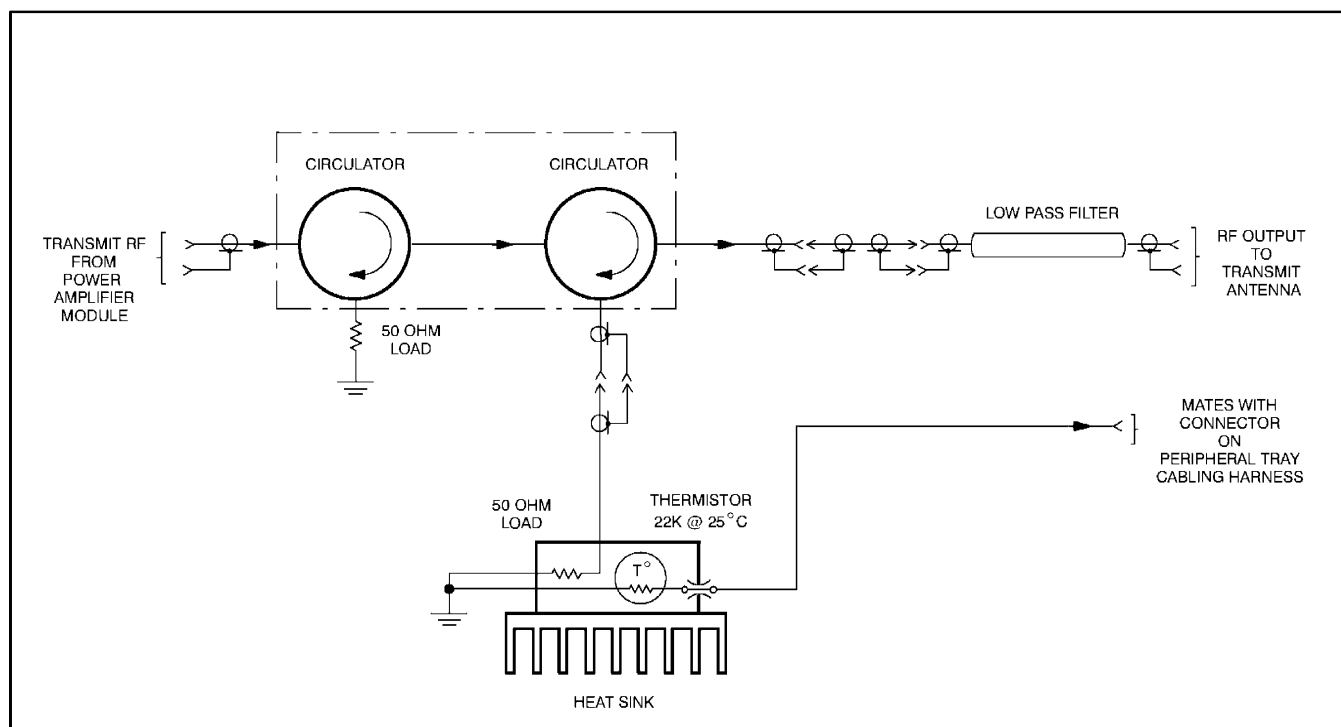 CIRCULATOR
CIRCULATOR
TRANSMIT RF
FROM
POWER
AMPLIFIER
MODULE
LOW PASS FILTER
RF OUTPUT
TO
TRANSMIT
ANTENNA
50 OHM
LOAD
MATES WITH
CONNECTOR
ON
PERIPHERAL TRAY
CABLING HARNESS
50 OHM
LOAD
THERMISTOR
22K @ 25°C
T°
HEAT SINK